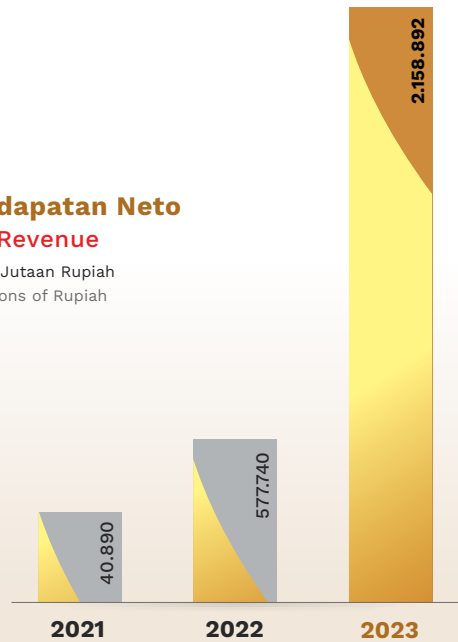 2.158.892
dapatan Neto
Revenue
Jutaan Rupiah
ons of Rupiah
577.740
40.890
2021 2022 2023